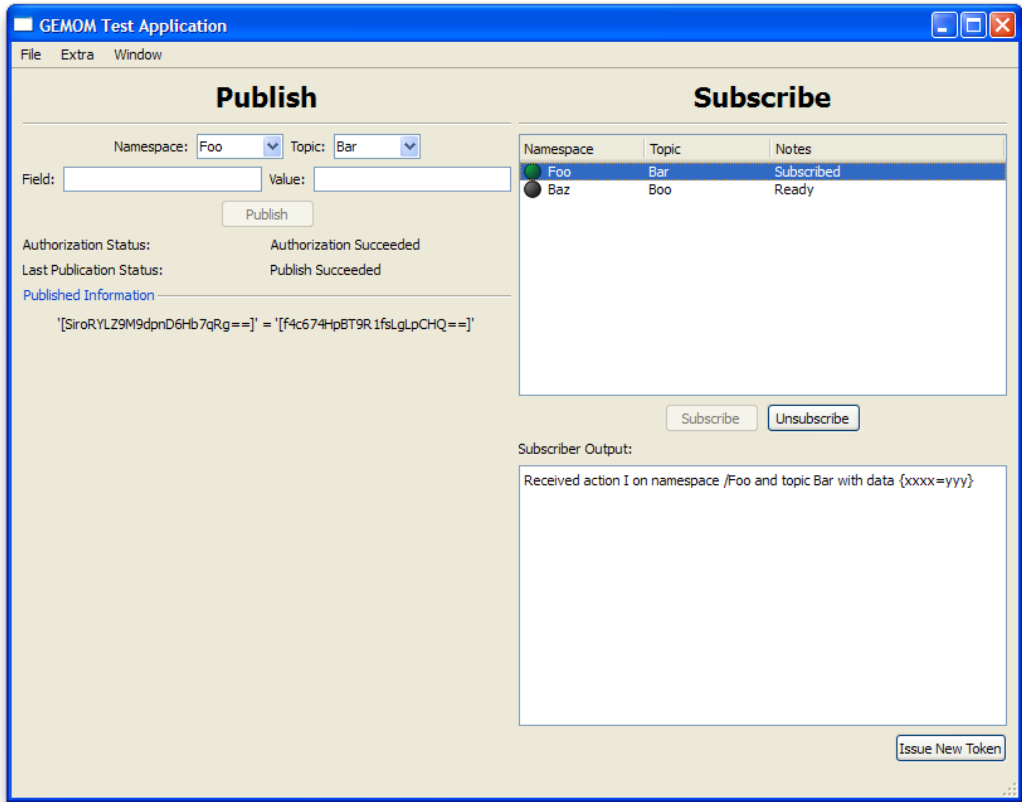 GEMOM Test Application
File Extra Window
Publish
Namespace: Foo Topic: Bar
Field: Value:
Publish
Authorization Status: Authorization Succeeded
Last Publication Status: Publish Succeeded
Published Information
'[SiroRYLZ9M9dpnD6Hb7qRg==]' = '[f4c674HpBT9R1fsLgLpCHQ==]'
Subscribe
Namespace Topic Notes
Foo Bar Subscribed
Baz Boo Ready
Subscribe Unsubscribe
Subscriber Output:
Received action I on namespace /Foo and topic Bar with data {xxxx=yyy}
Issue New Token